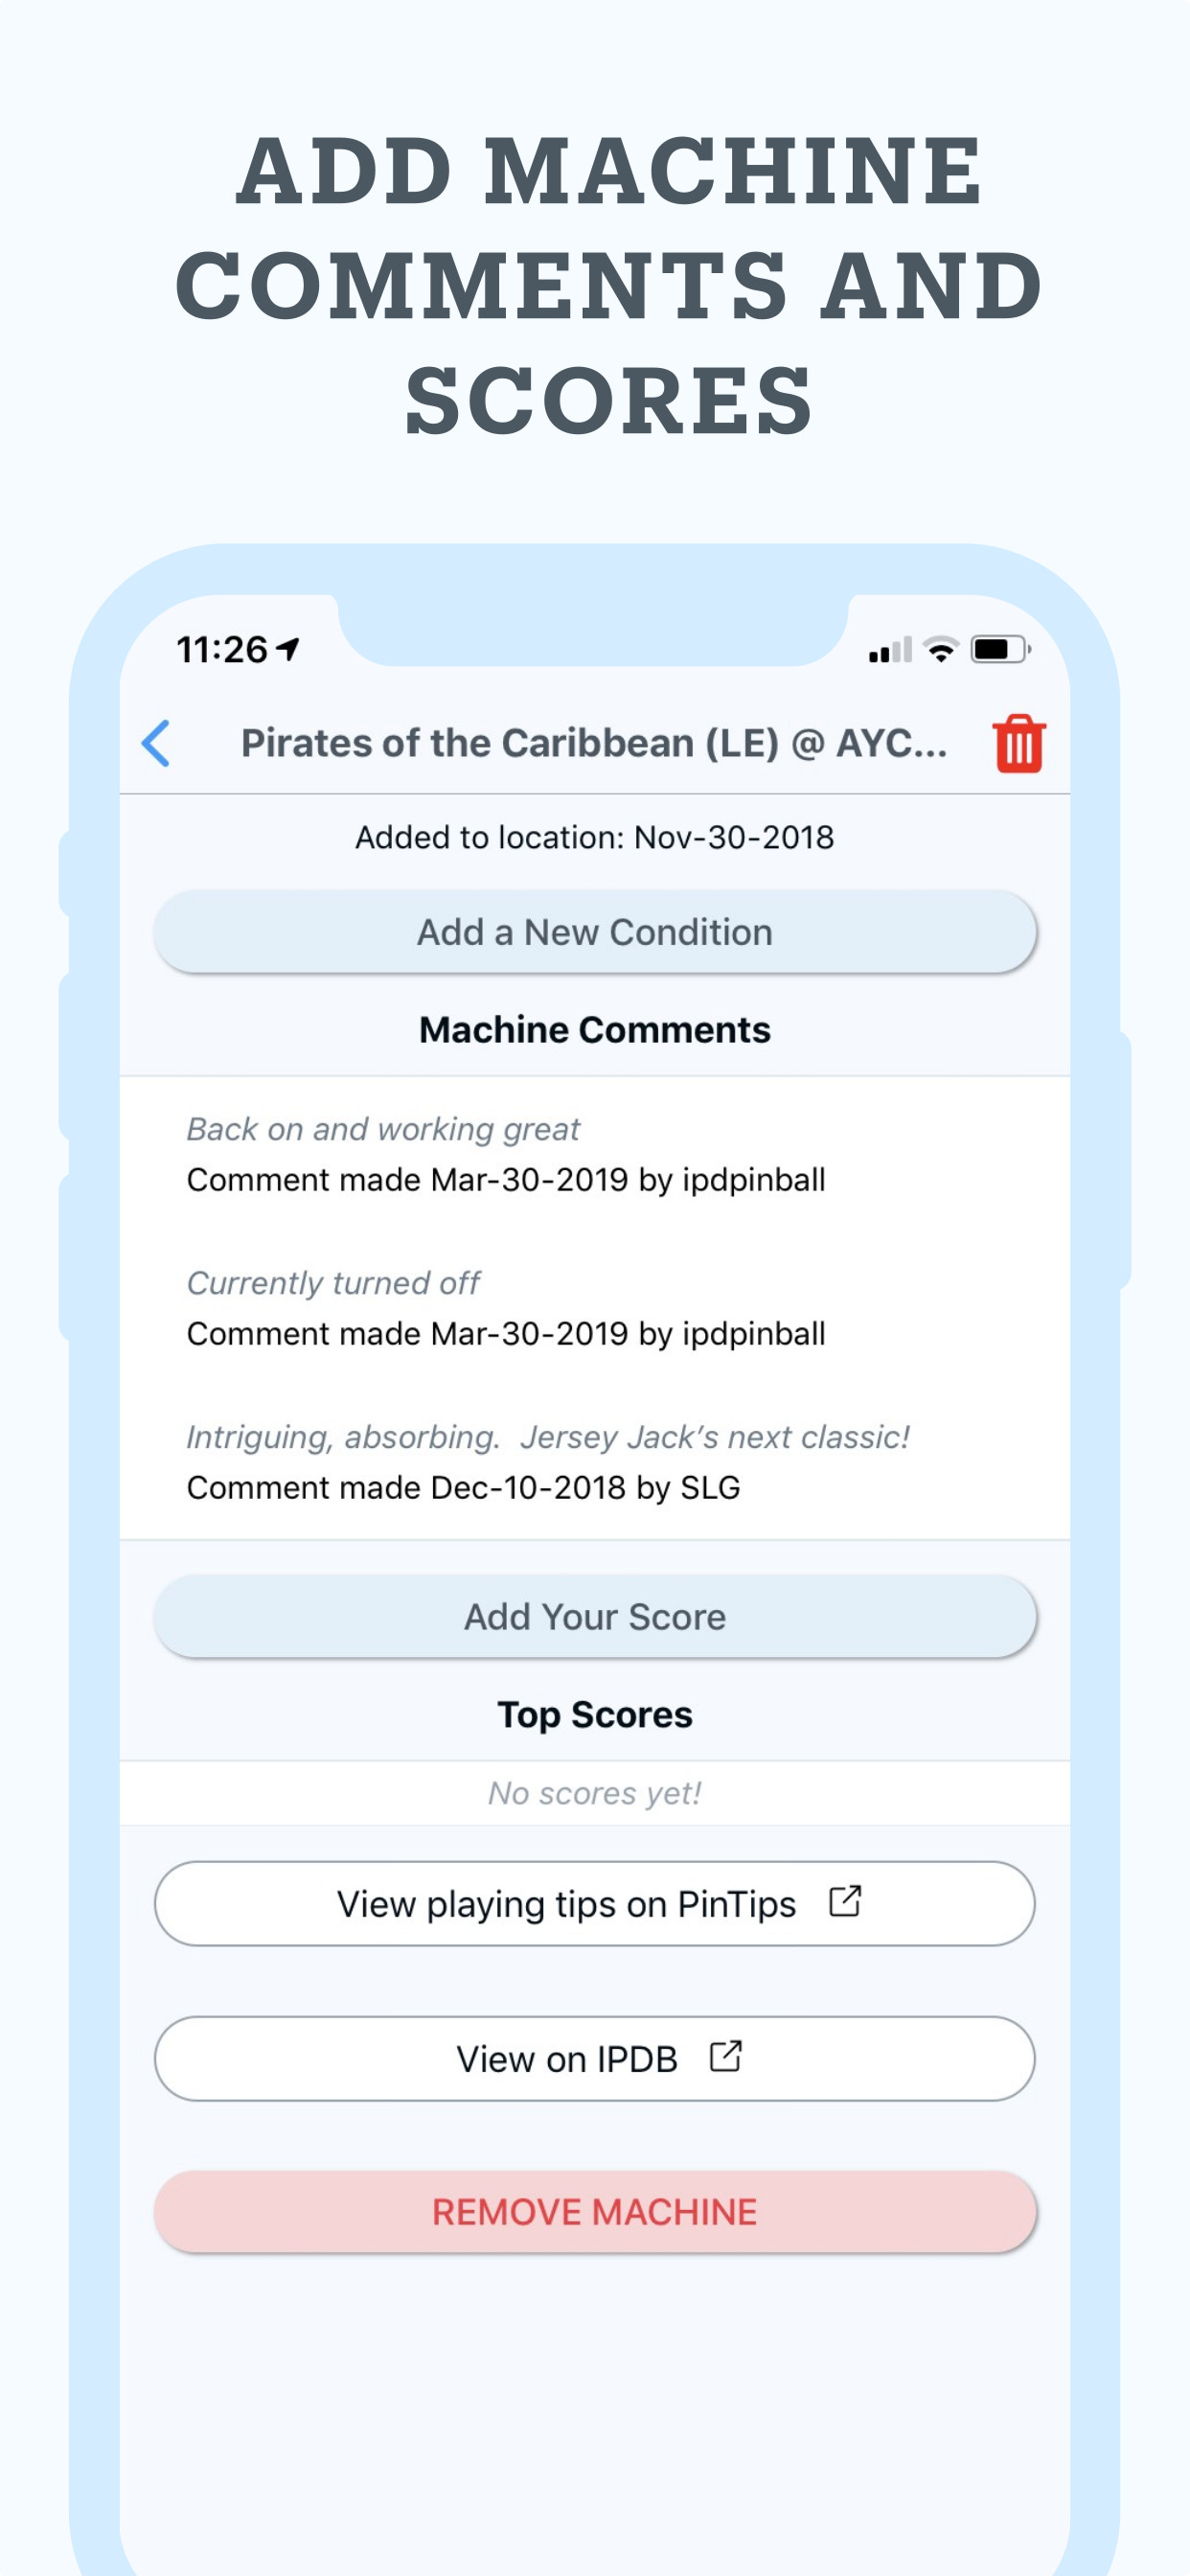 ADD MACHINE
COMMENTS AND
SCORES
11:26
Pirates of the Caribbean (LE) @ AYC...
Added to location: Nov-30-2018
Add a New Condition
Machine Comments
Back on and working great
Comment made Mar-30-2019 by ipdpinball
Currently turned off
Comment made Mar-30-2019 by ipdpinball
Intriguing, absorbing.  Jersey Jack’s next classic!
Comment made Dec-10-2018 by SLG
Add Your Score
Top Scores
No scores yet!
View playing tips on PinTips
View on IPDB
REMOVE MACHINE